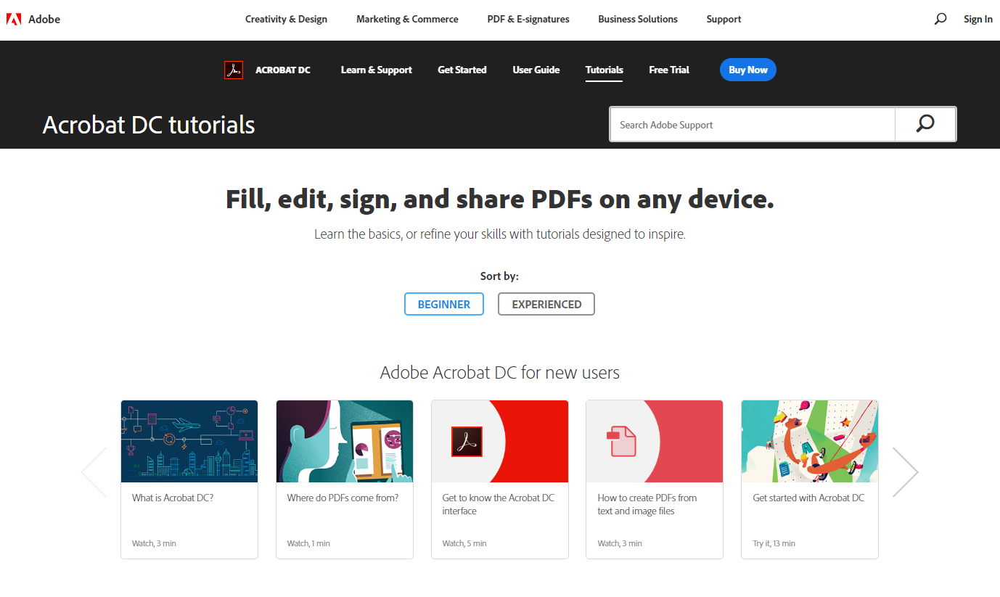 Adobe
Creativity & Design
Marketing & Commerce
PDF & E-signatures
Business Solutions
Support
Sign In
ACROBAT DC
Learn & Support
Get Started
User Guide
Tutorials
Free Trial
Buy Now
Acrobat DC tutorials
Search Adobe Support
Fill, edit, sign, and share PDFs on any device.
Learn the basics, or refine your skills with tutorials designed to inspire.
Sort by:
BEGINNER
EXPERIENCED
Adobe Acrobat DC for new users
What is Acrobat DC?
Watch, 3 min
Where do PDFs come from?
Watch, 1 min
Get to know the Acrobat DC
interface
Watch, 5 min
How to create PDFs from
text and image files
Watch, 3 min
Get started with Acrobat DC
Try it, 13 min